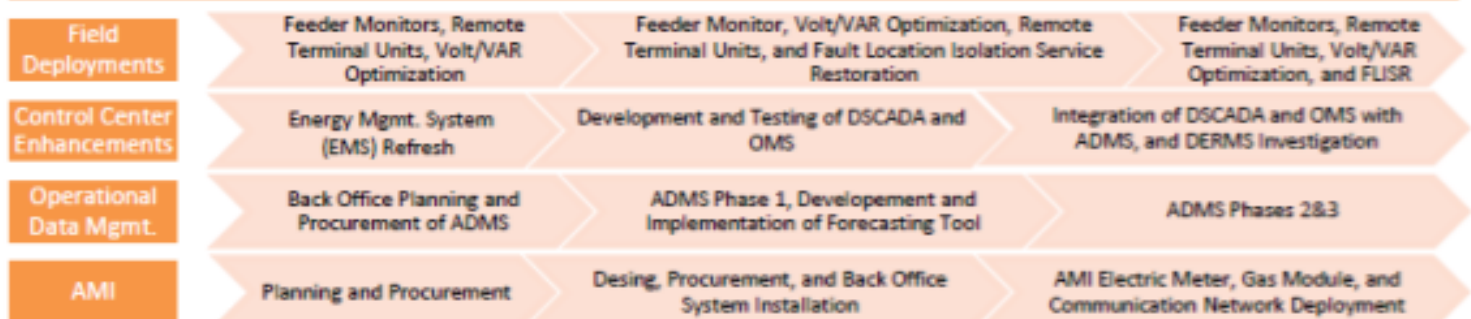 Field
Deployments
Feeder Monitors, Remote
Terminal Units, Volt/VAR
Optimization
Feeder Monitor, Volt/VAR Optimization, Remote
Terminal Units, and Fault Location Isolation Service
Restoration
Feeder Monitors, Remote
Terminal Units, Volt/VAR
Optimization, and FLISR
Control Center
Enhancements
Energy Mgmt. System
(EMS) Refresh
Development and Testing of DSCADA and
OMS
Integration of DSCADA and OMS with
ADMS, and DERMS Investigation
Operational
Data Mgmt.
Back Office Planning and
Procurement of ADMS
ADMS Phase 1, Developement and
Implementation of Forecasting Tool
ADMS Phases 2&3
AMI
Planning and Procurement
Desing, Procurement, and Back Office
System Installation
AMI Electric Meter, Gas Module, and
Communication Network Deployment